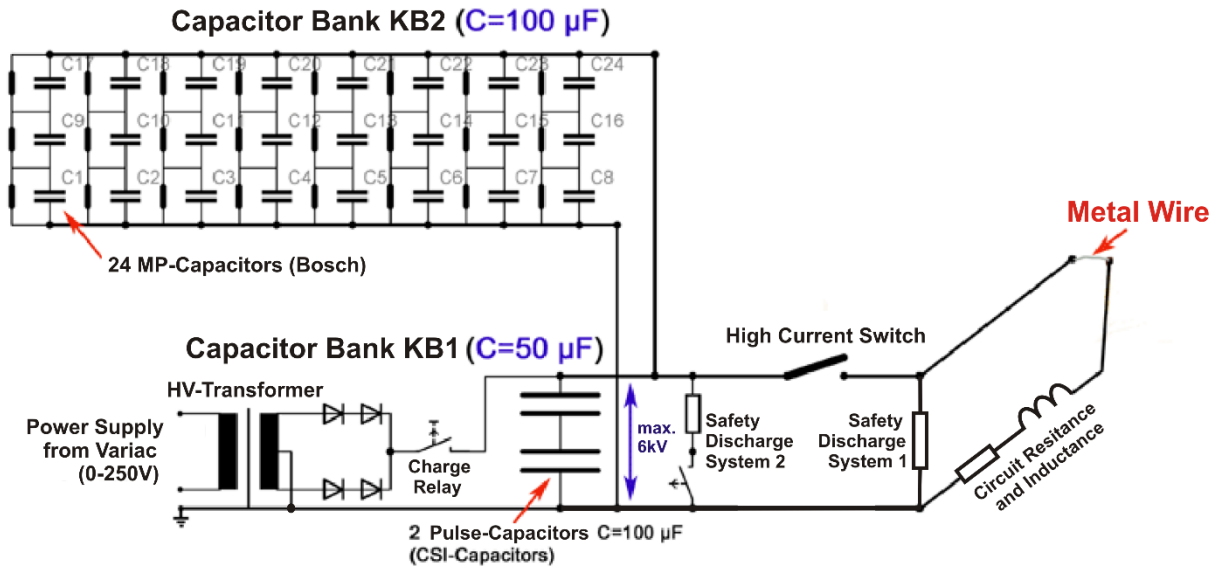 Capacitor Bank KB2 (C=100 µF)
C17 C18 C19 C20 C21 C22 C23 C24
C9 C10 C11 C12 C13 C14 C15 C16
C1 C2 C3 C4 C5 C6 C7 C8
24 MP-Capacitors (Bosch)
Metal Wire
Capacitor Bank KB1 (C=50 µF)
High Current Switch
HV-Transformer
Power Supply
from Variac
(0-250V)
Charge
Relay
max.
6kV
Safety
Discharge
System 2
Safety
Discharge
System 1
Circuit Resitance
and Inductance
2 Pulse-Capacitors C=100 µF
(CSI-Capacitors)